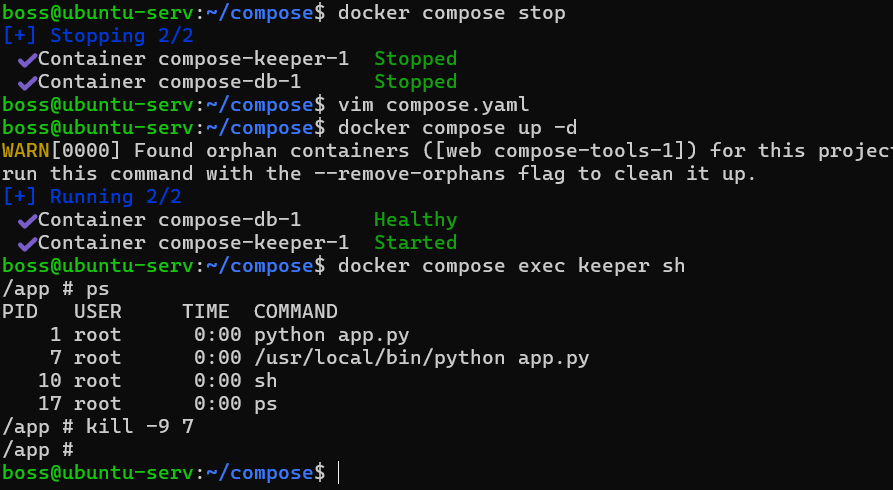 boss@ubuntu-serv:~/compose$ docker compose stop
[+] Stopping 2/2
 ✔Container compose-keeper-1  Stopped
 ✔Container compose-db-1      Stopped
boss@ubuntu-serv:~/compose$ vim compose.yaml
boss@ubuntu-serv:~/compose$ docker compose up -d
WARN[0000] Found orphan containers ([web compose-tools-1]) for this project
run this command with the --remove-orphans flag to clean it up.
[+] Running 2/2
 ✔Container compose-db-1      Healthy
 ✔Container compose-keeper-1  Started
boss@ubuntu-serv:~/compose$ docker compose exec keeper sh
/app # ps
PID   USER     TIME  COMMAND
    1 root      0:00 python app.py
    7 root      0:00 /usr/local/bin/python app.py
   10 root      0:00 sh
   17 root      0:00 ps
/app # kill -9 7
/app #
boss@ubuntu-serv:~/compose$